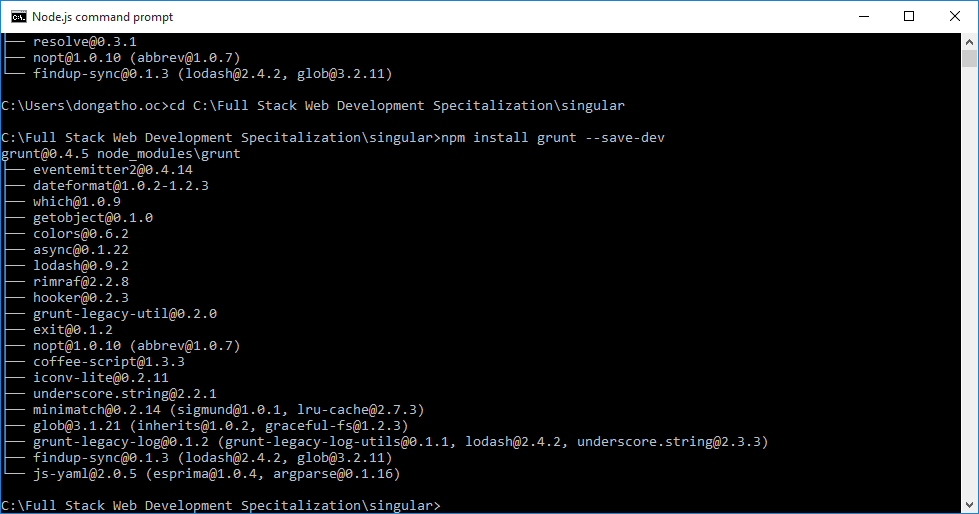 Node.js command prompt
├── resolve@0.3.1
├── nopt@1.0.10 (abbrev@1.0.7)
└── findup-sync@0.1.3 (lodash@2.4.2, glob@3.2.11)
C:\Users\dongatho.oc>cd C:\Full Stack Web Development Specitalization\singular
C:\Full Stack Web Development Specitalization\singular>npm install grunt --save-dev
grunt@0.4.5 node_modules\grunt
├── eventemitter2@0.4.14
├── dateformat@1.0.2-1.2.3
├── which@1.0.9
├── getobject@0.1.0
├── colors@0.6.2
├── async@0.1.22
├── lodash@0.9.2
├── rimraf@2.2.8
├── hooker@0.2.3
├── grunt-legacy-util@0.2.0
├── exit@0.1.2
├── nopt@1.0.10 (abbrev@1.0.7)
├── coffee-script@1.3.3
├── iconv-lite@0.2.11
├── underscore.string@2.2.1
├── minimatch@0.2.14 (sigmund@1.0.1, lru-cache@2.7.3)
├── glob@3.1.21 (inherits@1.0.2, graceful-fs@1.2.3)
├── grunt-legacy-log@0.1.2 (grunt-legacy-log-utils@0.1.1, lodash@2.4.2, underscore.string@2.3.3)
├── findup-sync@0.1.3 (lodash@2.4.2, glob@3.2.11)
└── js-yaml@2.0.5 (esprima@1.0.4, argparse@0.1.16)
C:\Full Stack Web Development Specitalization\singular>